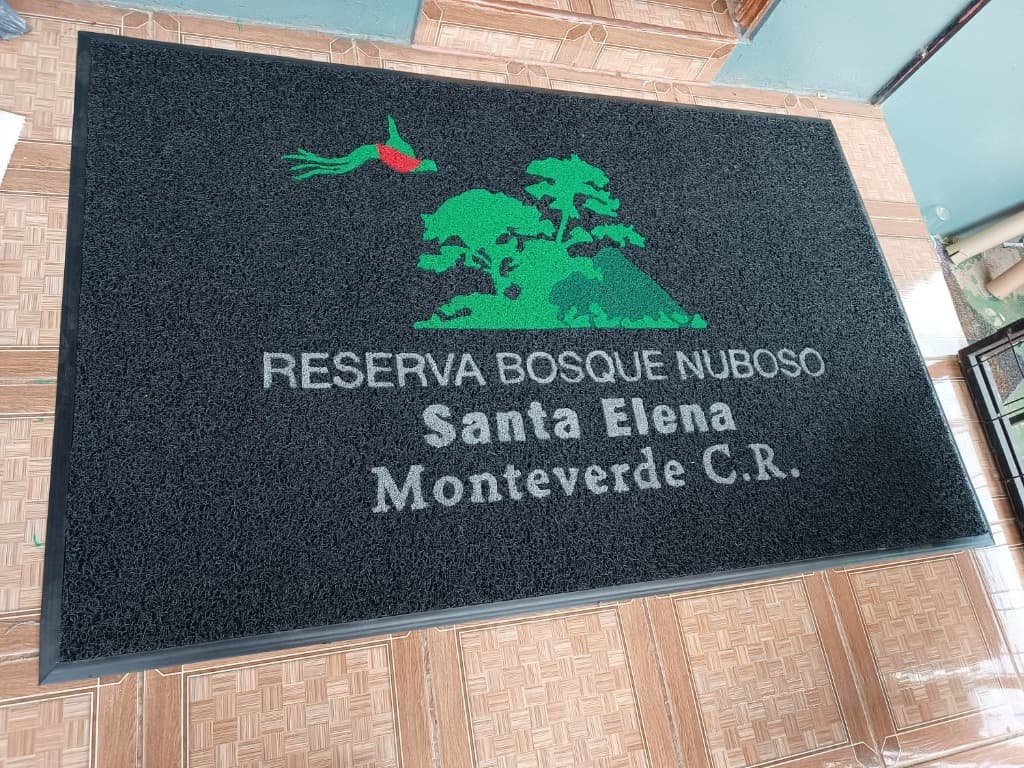 RESERVA BOSQUE NUBOSO
Santa Elena
Monteverde C.R.